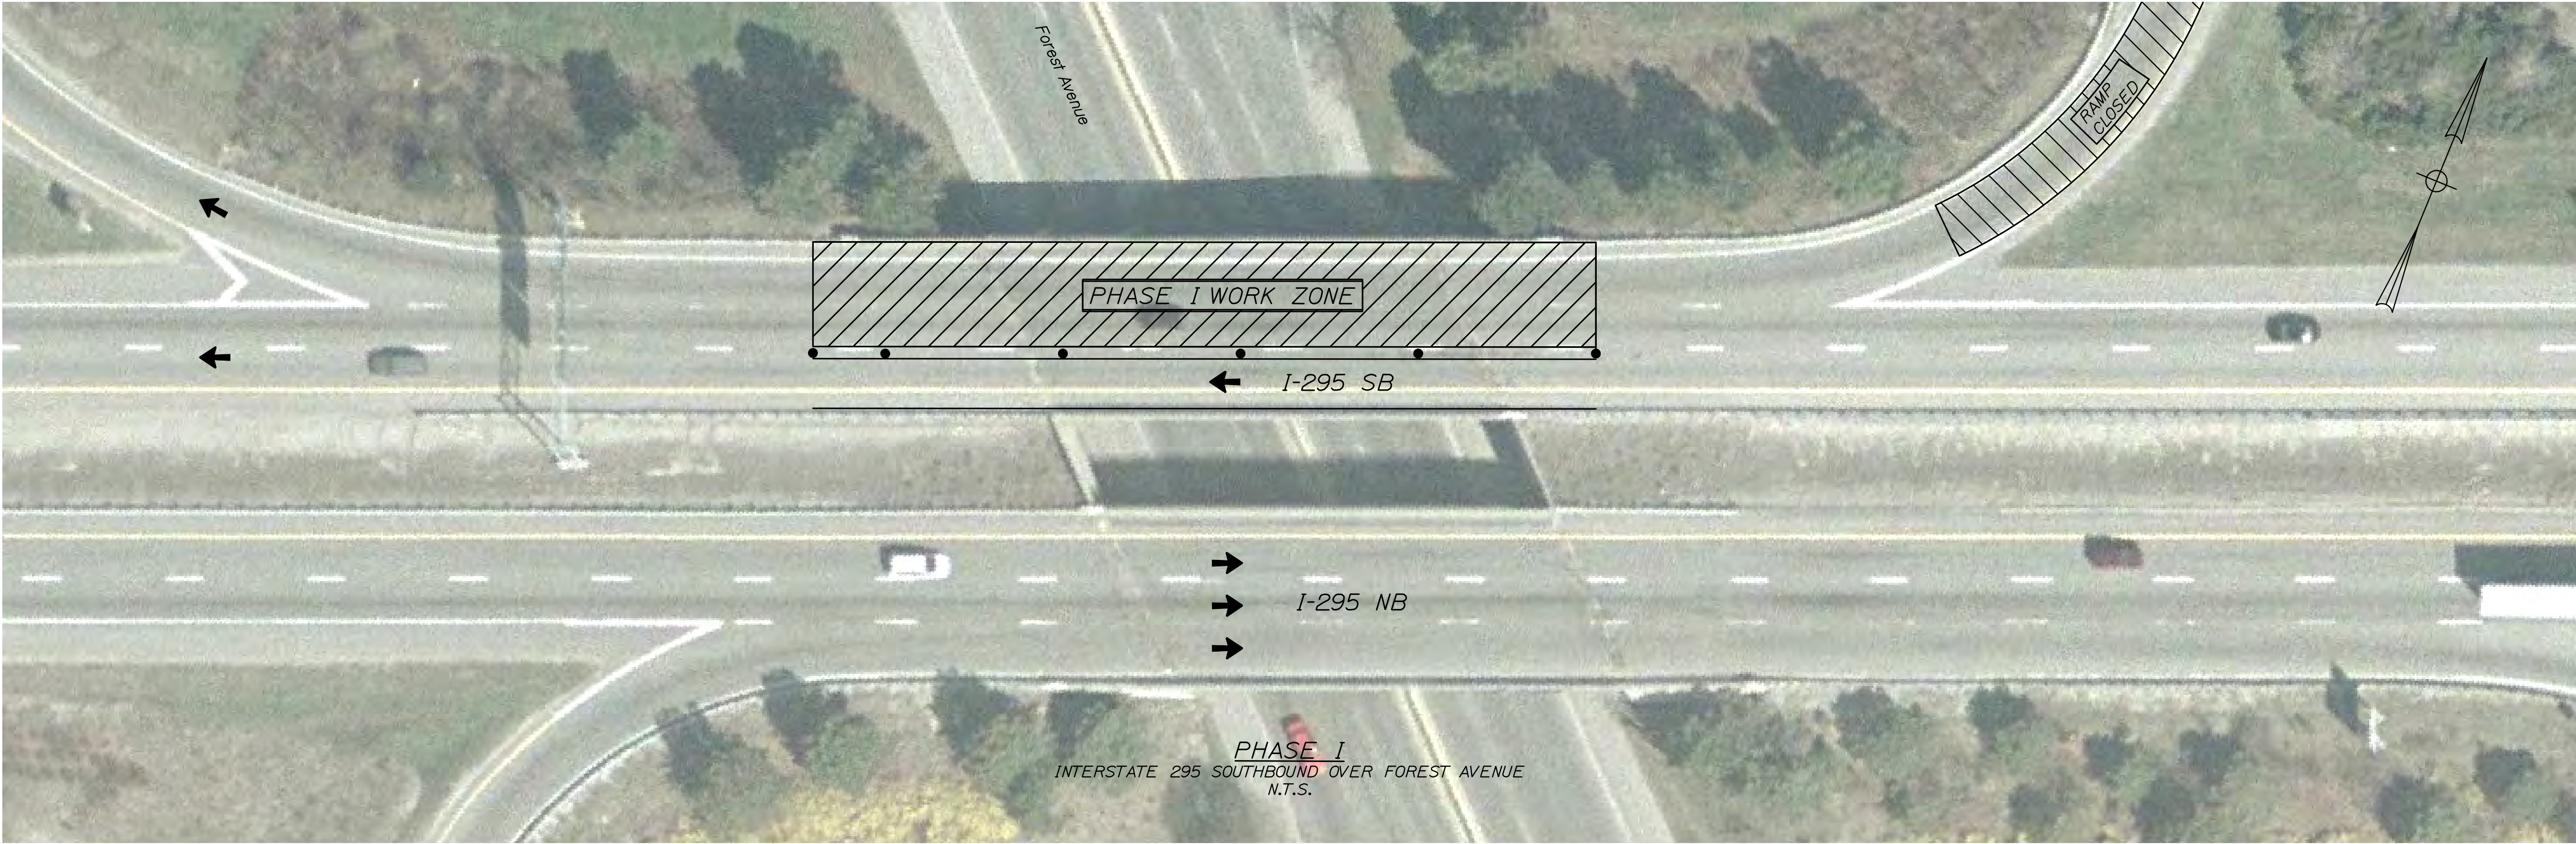 Forest Avenue
RAMP
CLOSED
PHASE I WORK ZONE
I-295 SB
I-295 NB
PHASE I
INTERSTATE 295 SOUTHBOUND OVER FOREST AVENUE
N.T.S.